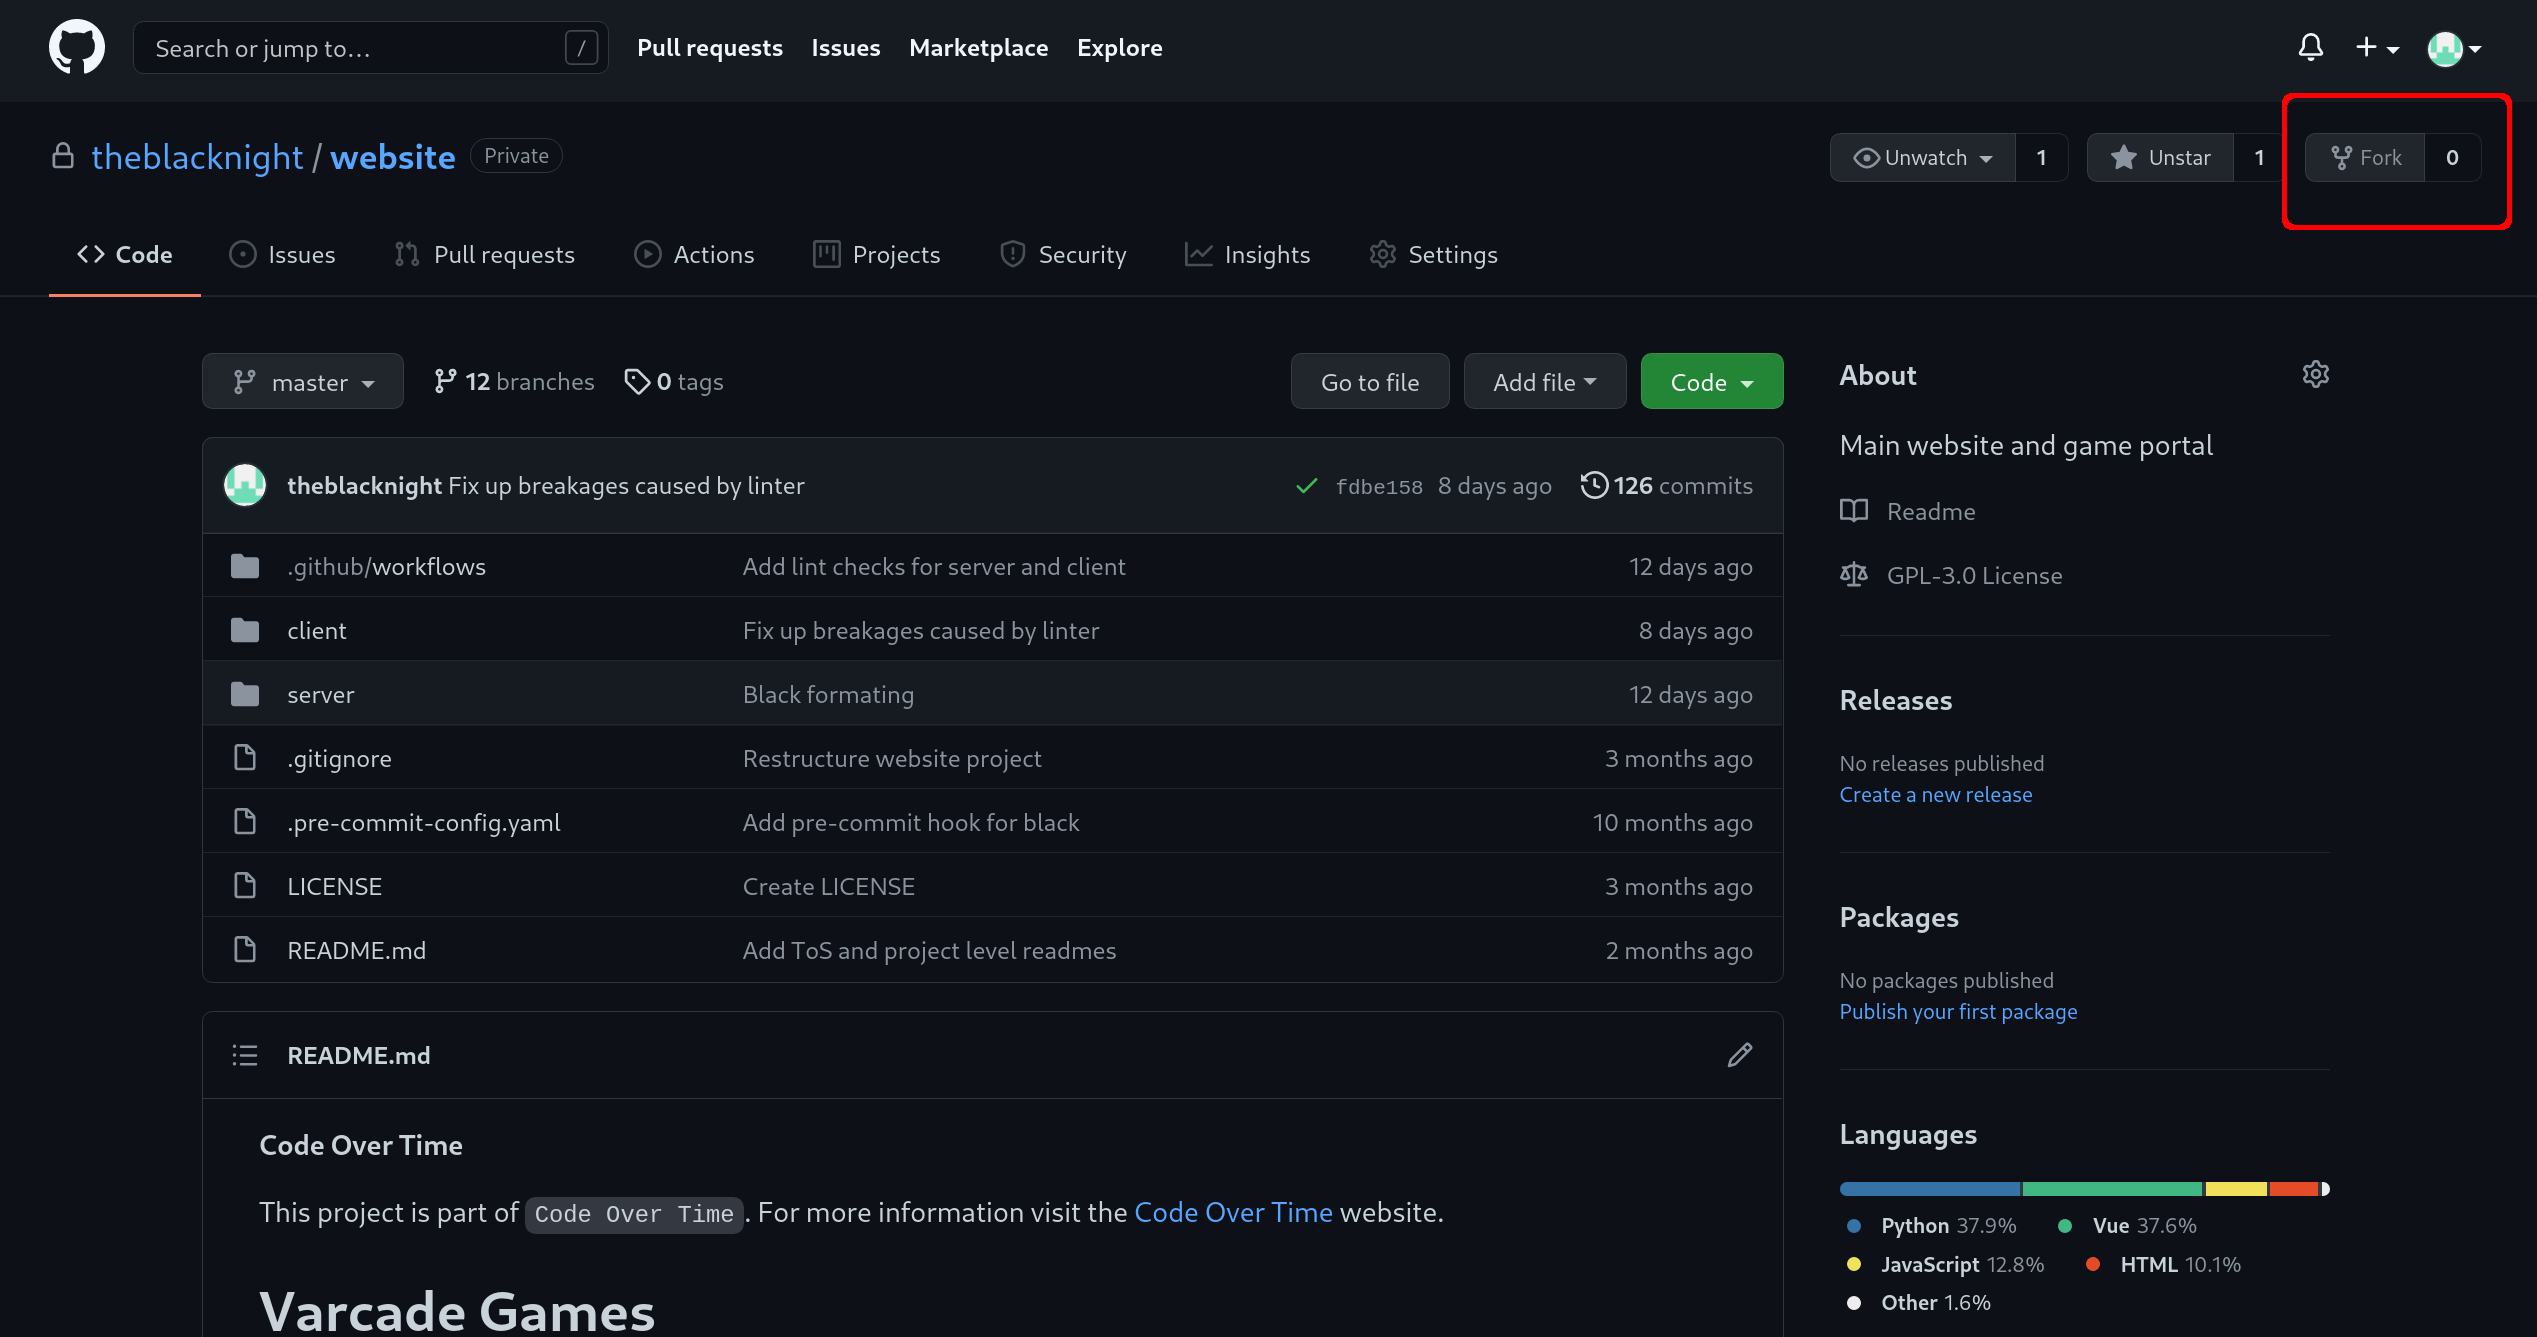 Search or jump to... / Pull requests Issues Marketplace Explore
theblacknight / website Private Unwatch 1 Unstar 1 Fork 0
Code Issues Pull requests Actions Projects Security Insights Settings
master 12 branches 0 tags Go to file Add file Code
theblacknight Fix up breakages caused by linter fdbe158 8 days ago 126 commits
.github/workflows Add lint checks for server and client 12 days ago
client Fix up breakages caused by linter 8 days ago
server Black formating 12 days ago
.gitignore Restructure website project 3 months ago
.pre-commit-config.yaml Add pre-commit hook for black 10 months ago
LICENSE Create LICENSE 3 months ago
README.md Add ToS and project level readmes 2 months ago
README.md
Code Over Time
This project is part of Code Over Time. For more information visit the Code Over Time website.
Varcade Games
About
Main website and game portal
Readme
GPL-3.0 License
Releases
No releases published
Create a new release
Packages
No packages published
Publish your first package
Languages
Python 37.9% Vue 37.6%
JavaScript 12.8% HTML 10.1%
Other 1.6%